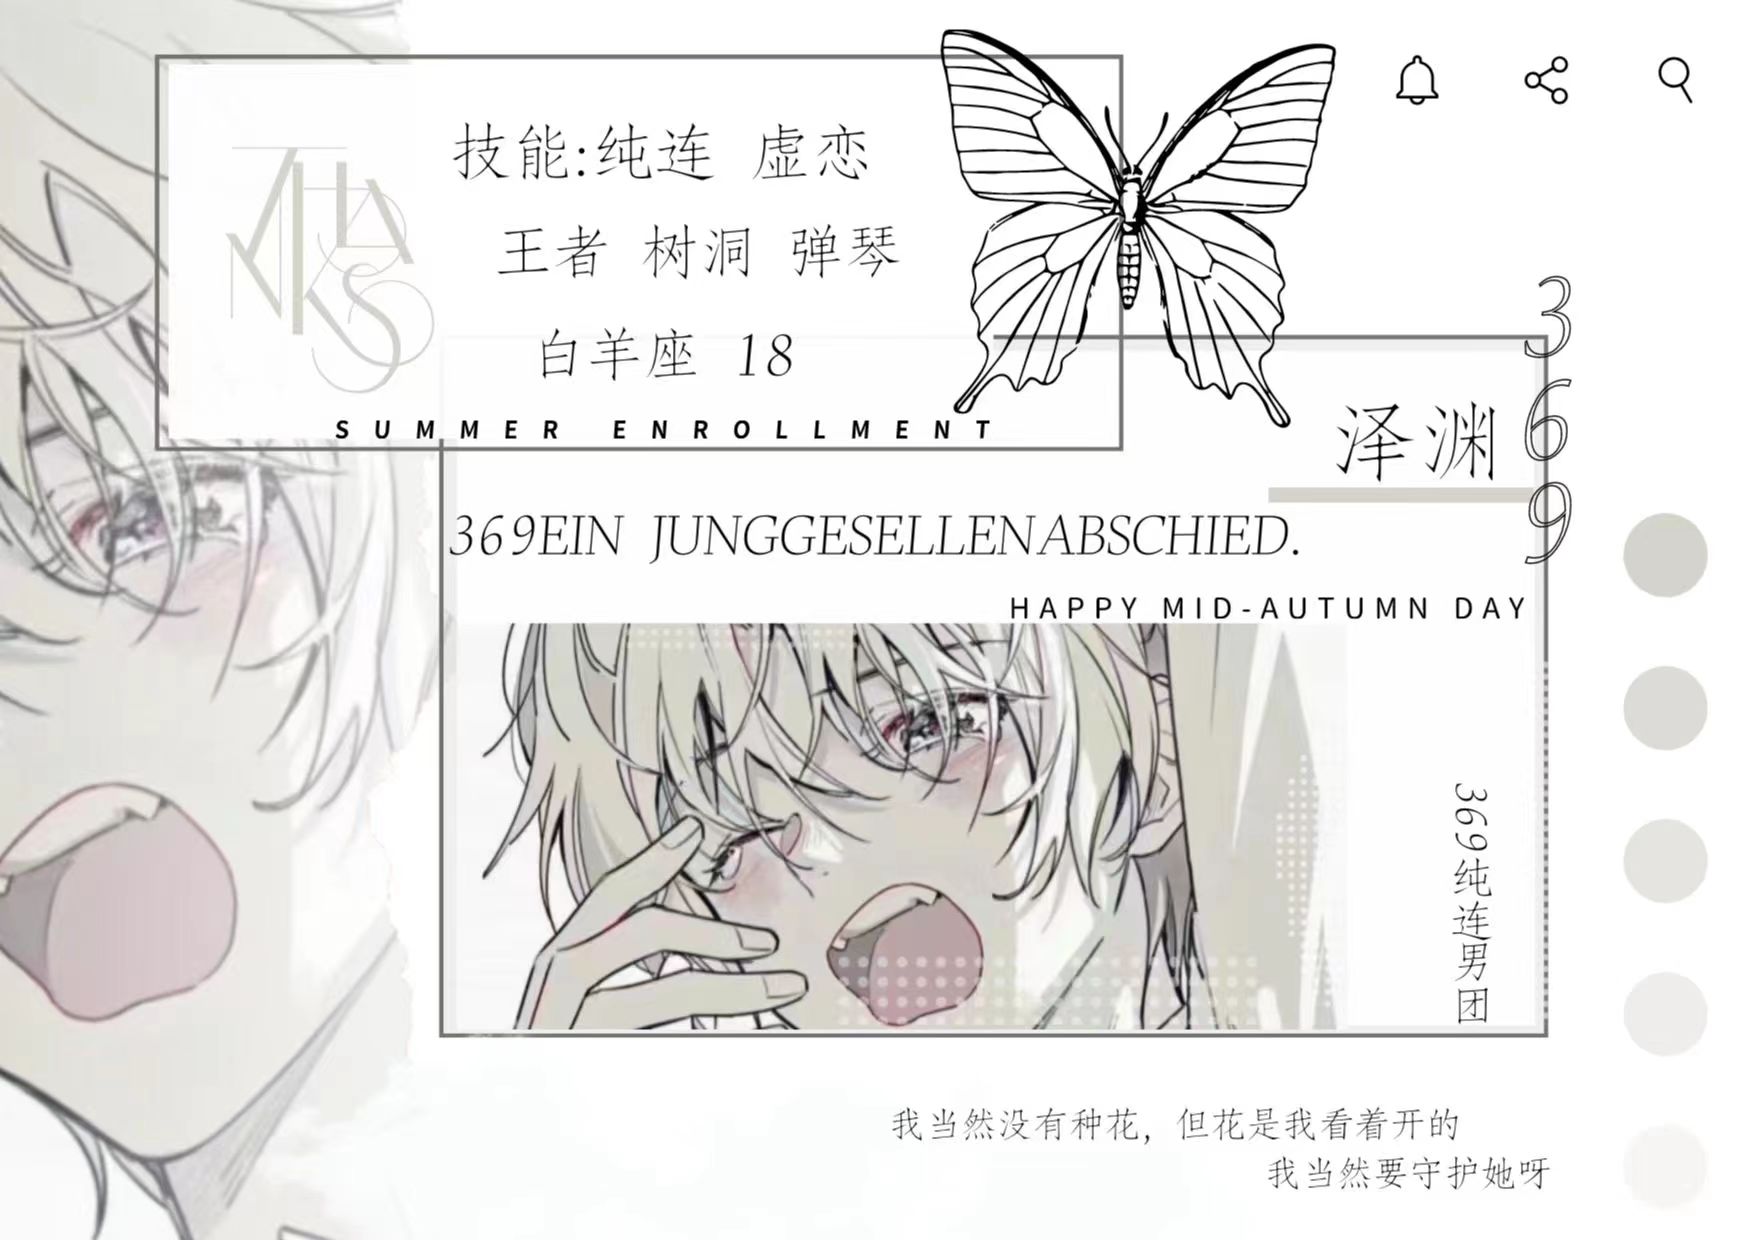 技能:纯连 虚恋
王者 树洞 弹琴
白羊座 18
THANKS
SUMMER ENROLLMENT
369
泽渊
369EIN JUNGGESELLENABSCHIED.
HAPPY MID-AUTUMN DAY
369纯连男团
我当然没有种花，但花是我看着开的
我当然要守护她呀